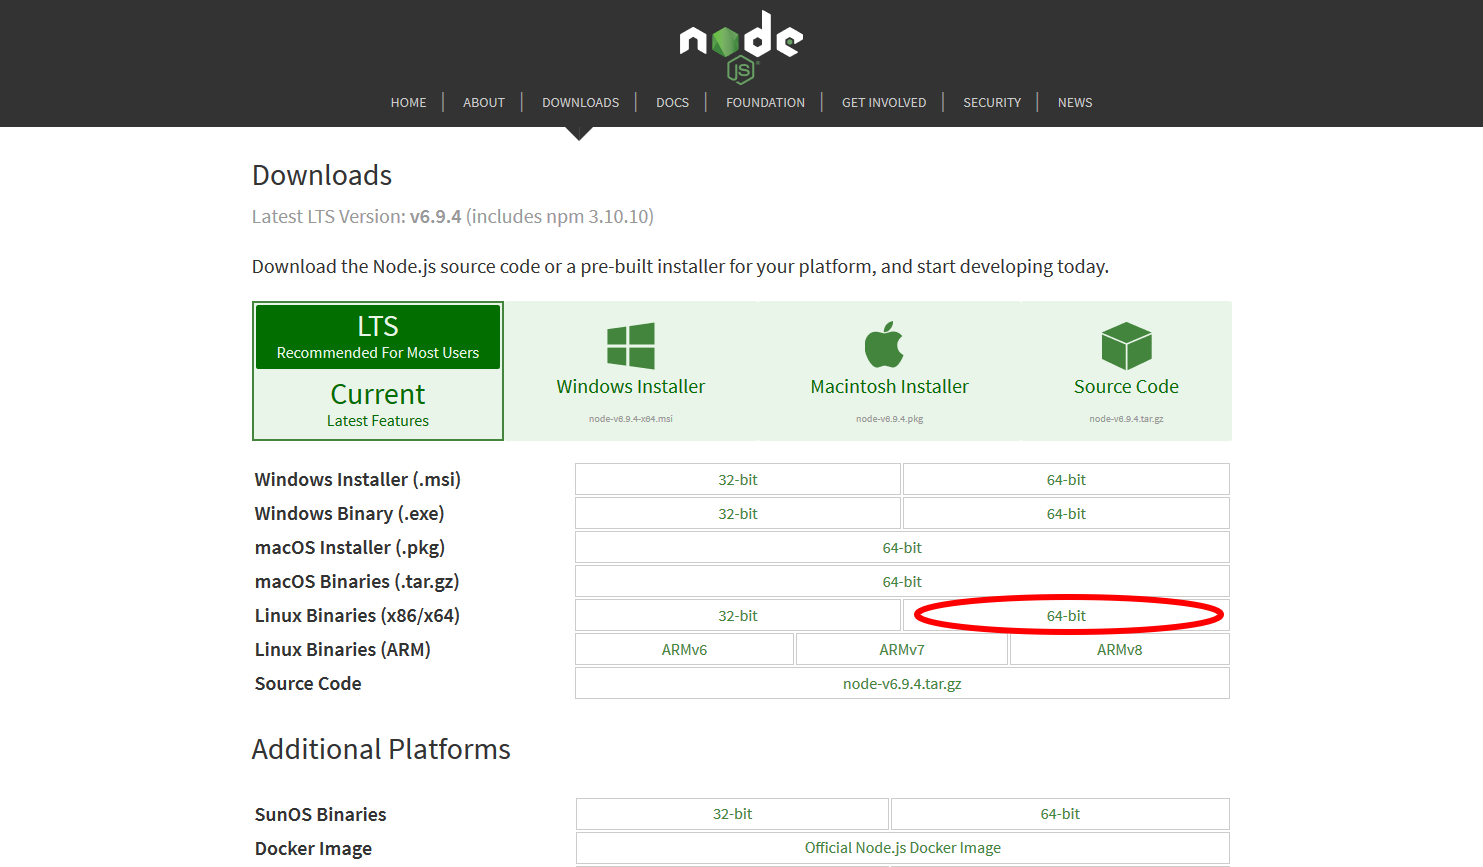 node
JS
HOME ABOUT DOWNLOADS DOCS FOUNDATION GET INVOLVED SECURITY NEWS
Downloads
Latest LTS Version: v6.9.4 (includes npm 3.10.10)
Download the Node.js source code or a pre-built installer for your platform, and start developing today.
LTS
Recommended For Most Users
Current
Latest Features
Windows Installer
node-v6.9.4-x64.msi
Macintosh Installer
node-v6.9.4.pkg
Source Code
node-v6.9.4.tar.gz
Windows Installer (.msi) 32-bit 64-bit
Windows Binary (.exe) 32-bit 64-bit
macOS Installer (.pkg) 64-bit
macOS Binaries (.tar.gz) 64-bit
Linux Binaries (x86/x64) 32-bit 64-bit
Linux Binaries (ARM) ARMv6 ARMv7 ARMv8
Source Code node-v6.9.4.tar.gz
Additional Platforms
SunOS Binaries 32-bit 64-bit
Docker Image Official Node.js Docker Image